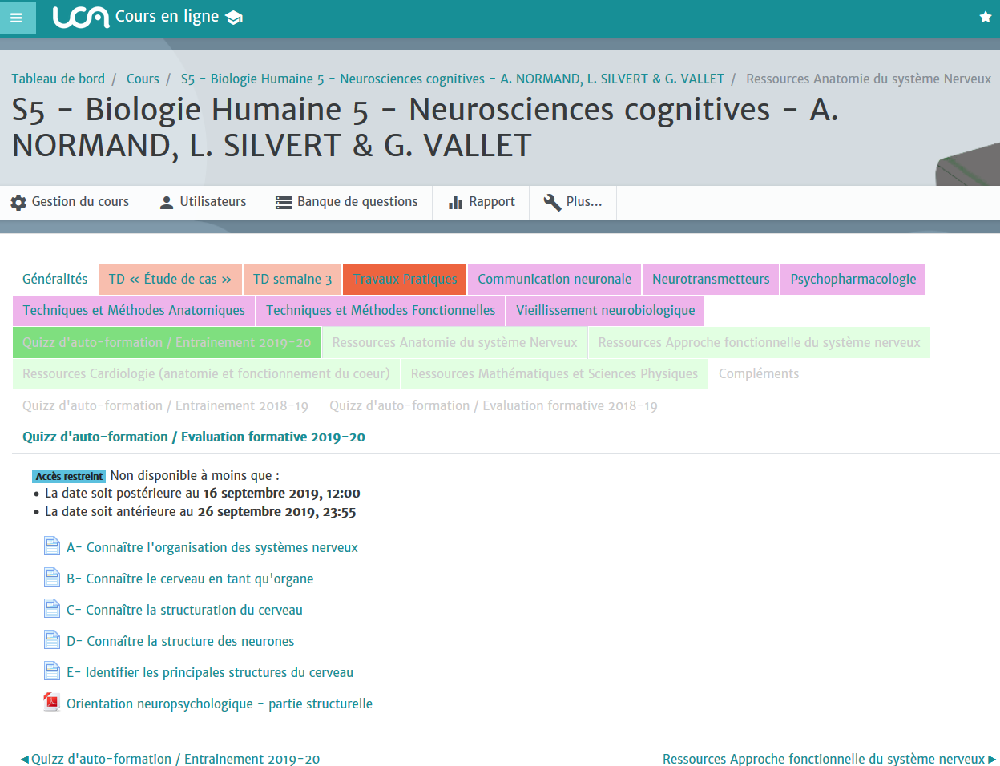 UCA Cours en ligne
Tableau de bord / Cours / S5 - Biologie Humaine 5 - Neurosciences cognitives - A. NORMAND, L. SILVERT & G. VALLET / Ressources Anatomie du système Nerveux
S5 - Biologie Humaine 5 - Neurosciences cognitives - A.
NORMAND, L. SILVERT & G. VALLET
Gestion du cours Utilisateurs Banque de questions Rapport Plus...
Généralités TD « Étude de cas » TD semaine 3 Travaux Pratiques Communication neuronale Neurotransmetteurs Psychopharmacologie
Techniques et Méthodes Anatomiques Techniques et Méthodes Fonctionnelles Vieillissement neurobiologique
Quizz d'auto-formation / Entrainement 2019-20 Ressources Anatomie du système Nerveux Ressources Approche fonctionnelle du système nerveux
Ressources Cardiologie (anatomie et fonctionnement du coeur) Ressources Mathématiques et Sciences Physiques Compléments
Quizz d'auto-formation / Entrainement 2018-19 Quizz d'auto-formation / Evaluation formative 2018-19
Quizz d'auto-formation / Evaluation formative 2019-20
Accès restreint Non disponible à moins que :
• La date soit postérieure au 16 septembre 2019, 12:00
• La date soit antérieure au 26 septembre 2019, 23:55
A- Connaître l'organisation des systèmes nerveux
B- Connaître le cerveau en tant qu'organe
C- Connaître la structuration du cerveau
D- Connaître la structure des neurones
E- Identifier les principales structures du cerveau
Orientation neuropsychologique - partie structurelle
◄Quizz d'auto-formation / Entrainement 2019-20 Ressources Approche fonctionnelle du système nerveux►